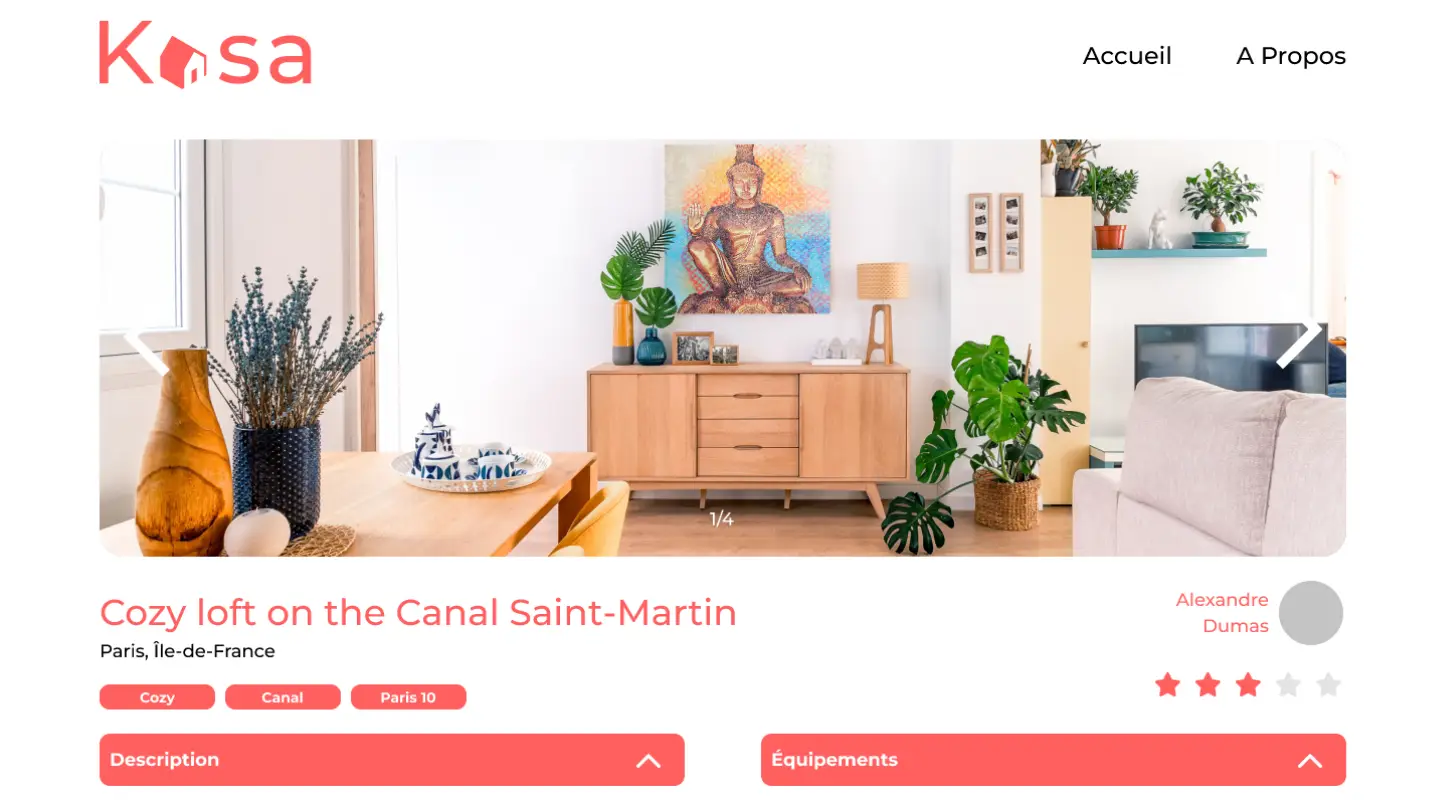 Kasa
Accueil
A Propos
1/4
Cozy loft on the Canal Saint-Martin
Paris, Île-de-France
Alexandre
Dumas
Cozy
Canal
Paris 10
Description
Équipements